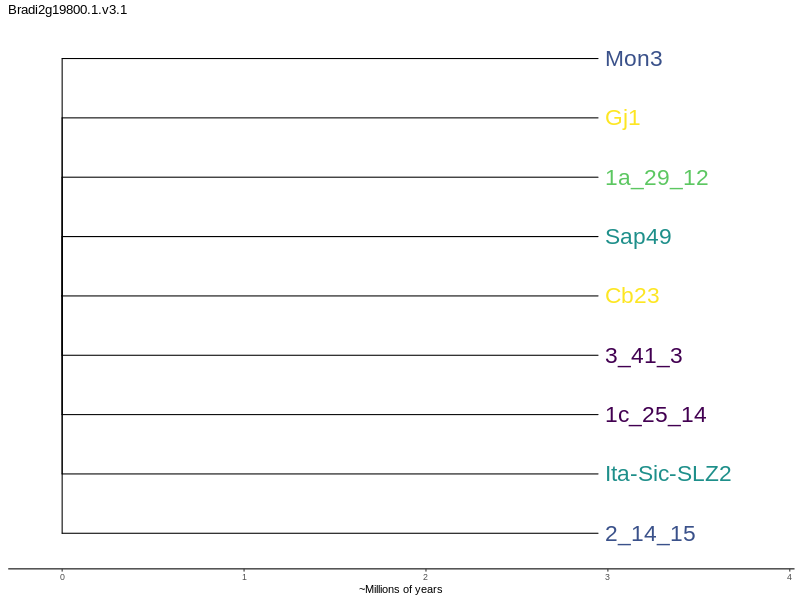 Bradi2g19800.1.v3.1
Mon3
Gj1
1a_29_12
Sap49
Cb23
3_41_3
1c_25_14
Ita-Sic-SLZ2
2_14_15
0 1 2 3 4
~Millions of years